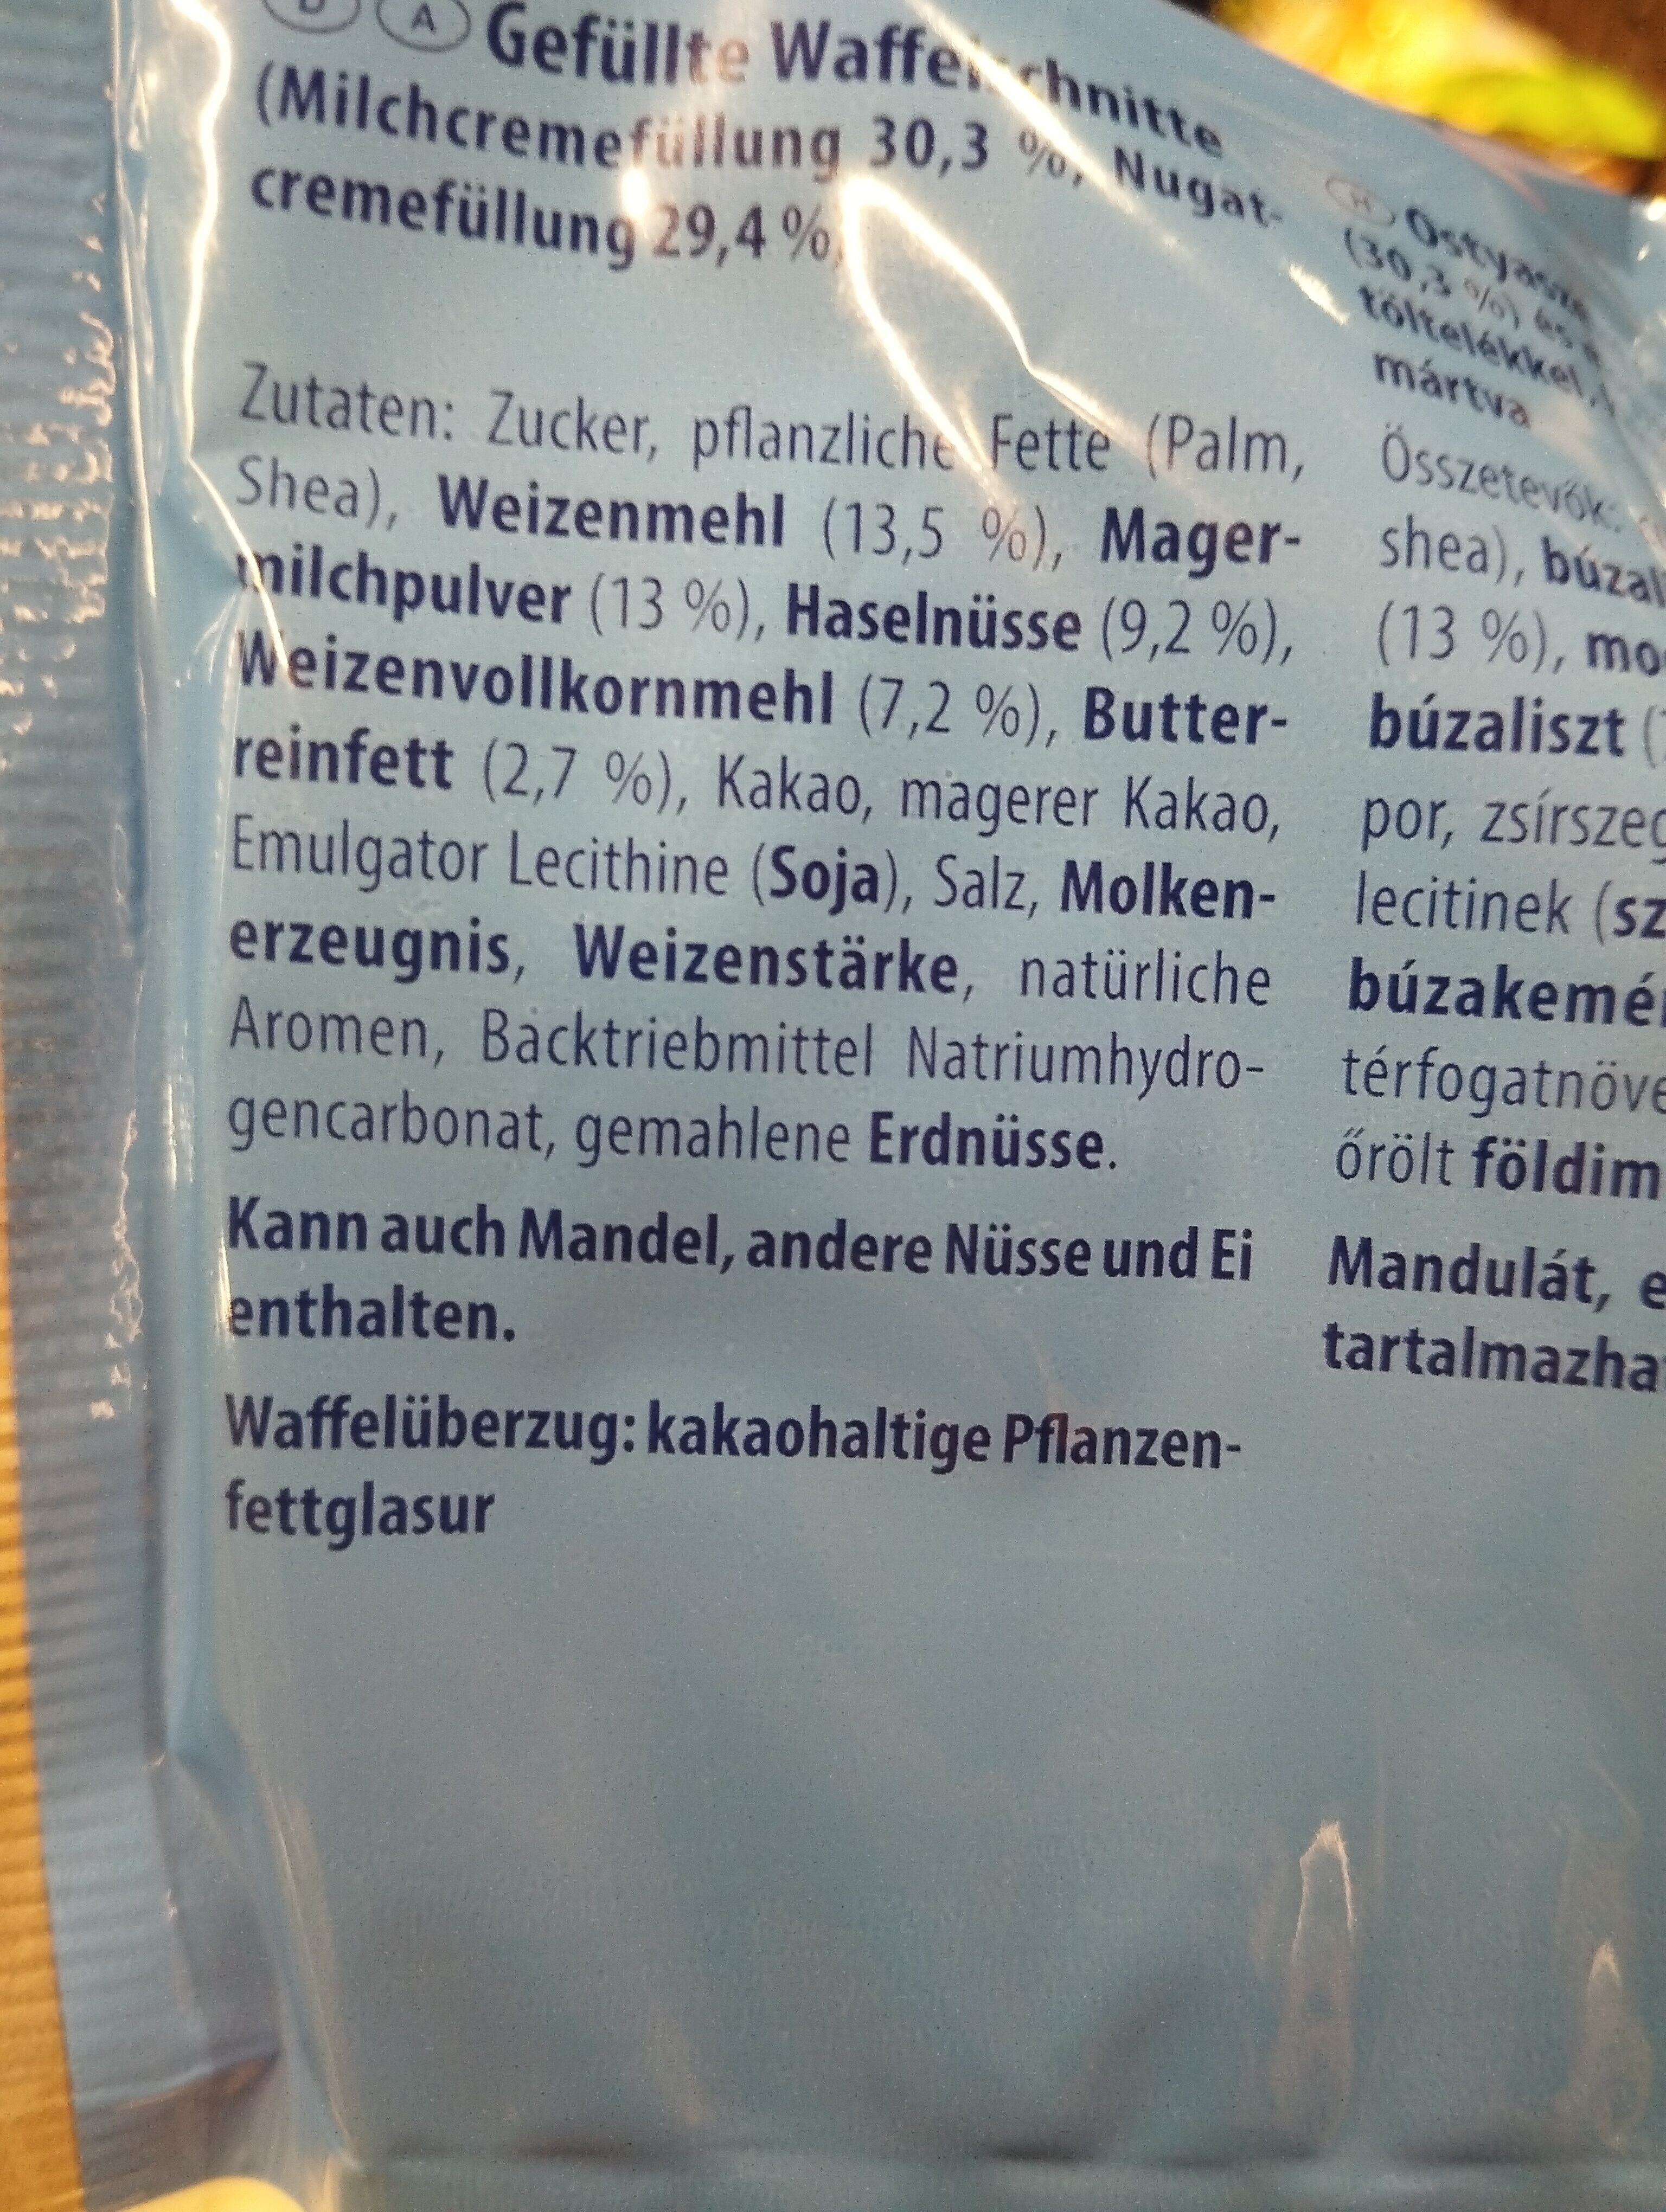 D A Gefüllte Waffelschnitte
(Milchcremefüllung 30,3 %, Nugat-
cremefüllung 29,4 %)
Zutaten: Zucker, pflanzliche Fette (Palm,
Shea), Weizenmehl (13,5 %), Mager-
milchpulver (13 %), Haselnüsse (9,2 %),
Weizenvollkornmehl (7,2 %), Butter-
reinfett (2,7 %), Kakao, magerer Kakao,
Emulgator Lecithine (Soja), Salz, Molken-
erzeugnis, Weizenstärke, natürliche
Aromen, Backtriebmittel Natriumhydro-
gencarbonat, gemahlene Erdnüsse.
Kann auch Mandel, andere Nüsse und Ei
enthalten.
Waffelüberzug: kakaohaltige Pflanzen-
fettglasur
H
(30,3 %) és
töltelékkel,
mártva
Összetevők:
shea), búzal
(13 %), mo
búzaliszt (
por, zsírszeg
lecitinek (sz
búzakemé
térfogatnöve
őrölt földim
Mandulát, e
tartalmazha